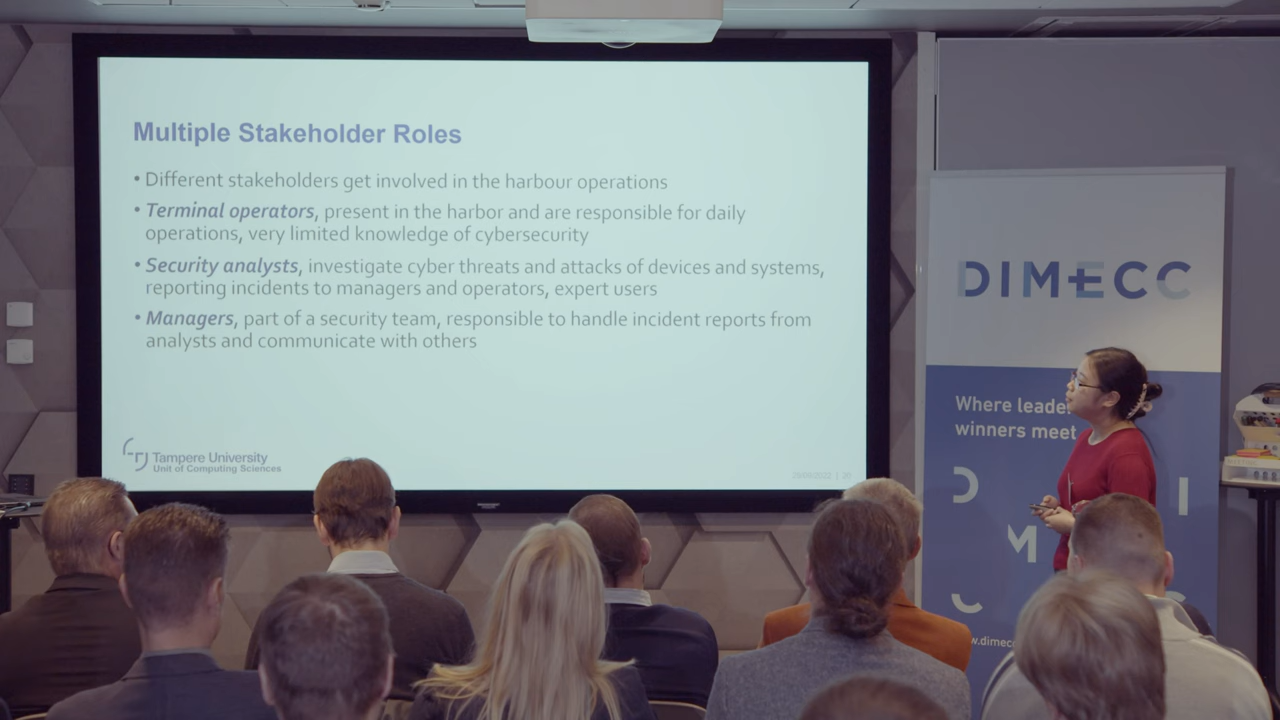 Multiple Stakeholder Roles
• Different stakeholders get involved in the harbour operations
• Terminal operators, present in the harbor and are responsible for daily
operations, very limited knowledge of cybersecurity
• Security analysts, investigate cyber threats and attacks of devices and systems,
reporting incidents to managers and operators, expert users
• Managers, part of a security team, responsible to handle incident reports from
analysts and communicate with others
Tampere University
Unit of Computing Sciences
DIMECC
Where leade
winners meet
D
I
M
C
w.dimecc